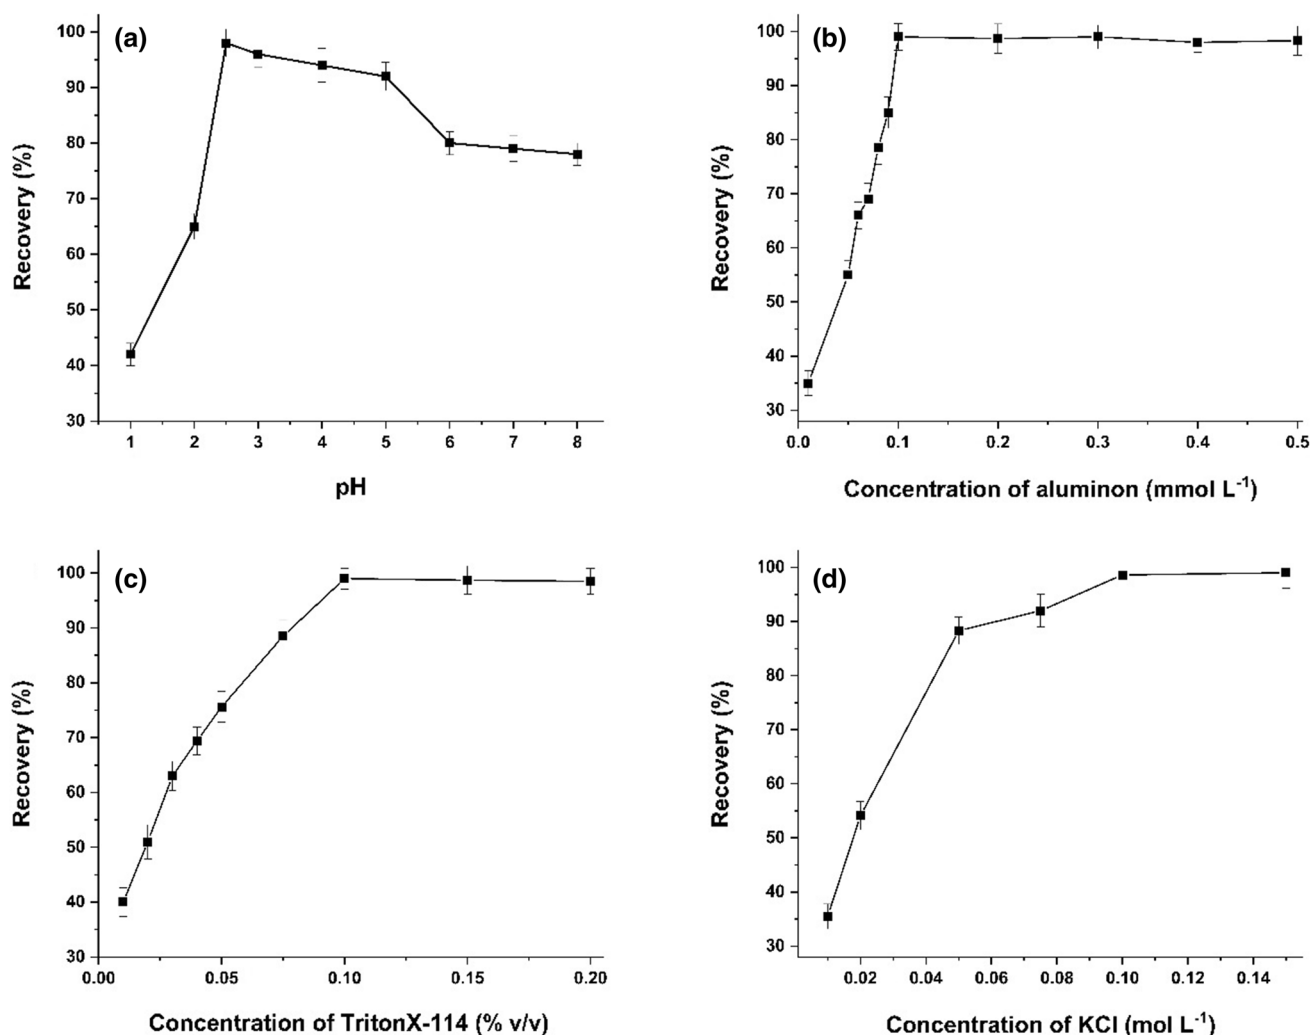 (a)
Recovery (%)
100
90
80
70
60
50
40
30
1 2 3 4 5 6 7 8
pH
(b)
Recovery (%)
100
90
80
70
60
50
40
30
0.0 0.1 0.2 0.3 0.4 0.5
Concentration of aluminon (mmol L⁻¹)
(c)
Recovery (%)
100
90
80
70
60
50
40
30
0.00 0.05 0.10 0.15 0.20
Concentration of TritonX-114 (% v/v)
(d)
Recovery (%)
100
90
80
70
60
50
40
30
0.02 0.04 0.06 0.08 0.10 0.12 0.14
Concentration of KCl (mol L⁻¹)